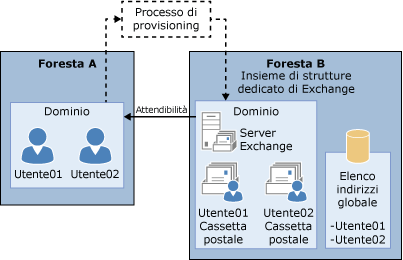 Processo di
provisioning
Foresta A
Dominio
Utente01
Utente02
Attendibilità
Foresta B
Insieme di strutture
dedicato di Exchange
Dominio
Server
Exchange
Utente01
Cassetta
postale
Utente02
Cassetta
postale
Elenco
indirizzi
globale
-Utente01
-Utente02